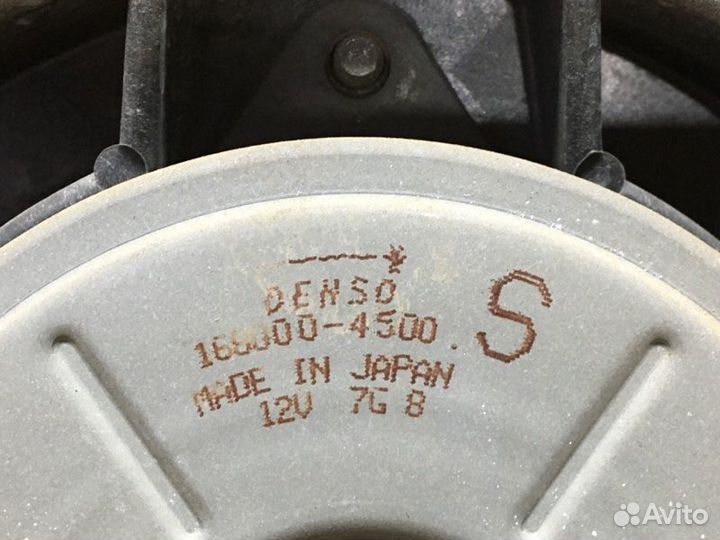 DENSO
168000-4500
S
MADE IN JAPAN
12V 7G 8
Avito